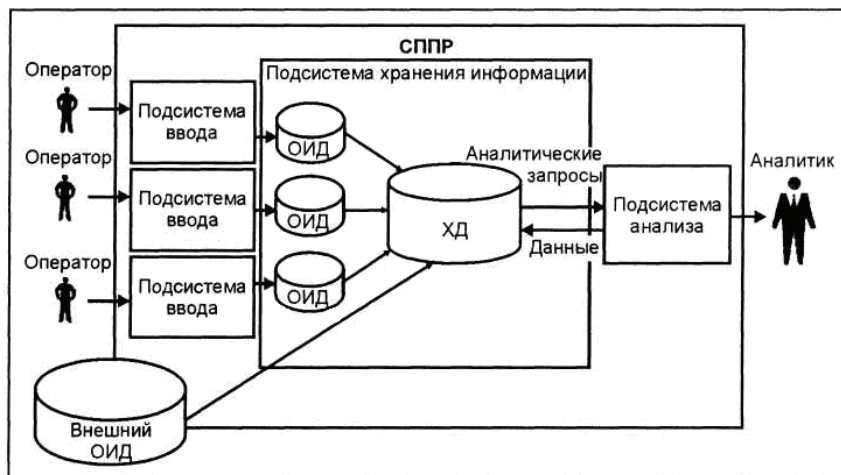 СППР
Подсистема хранения информации
Оператор
Подсистема
ввода
ОИД
Оператор
Подсистема
ввода
ОИД
Оператор
Подсистема
ввода
ОИД
ХД
Аналитические
запросы
Данные
Подсистема
анализа
Аналитик
Внешний
ОИД